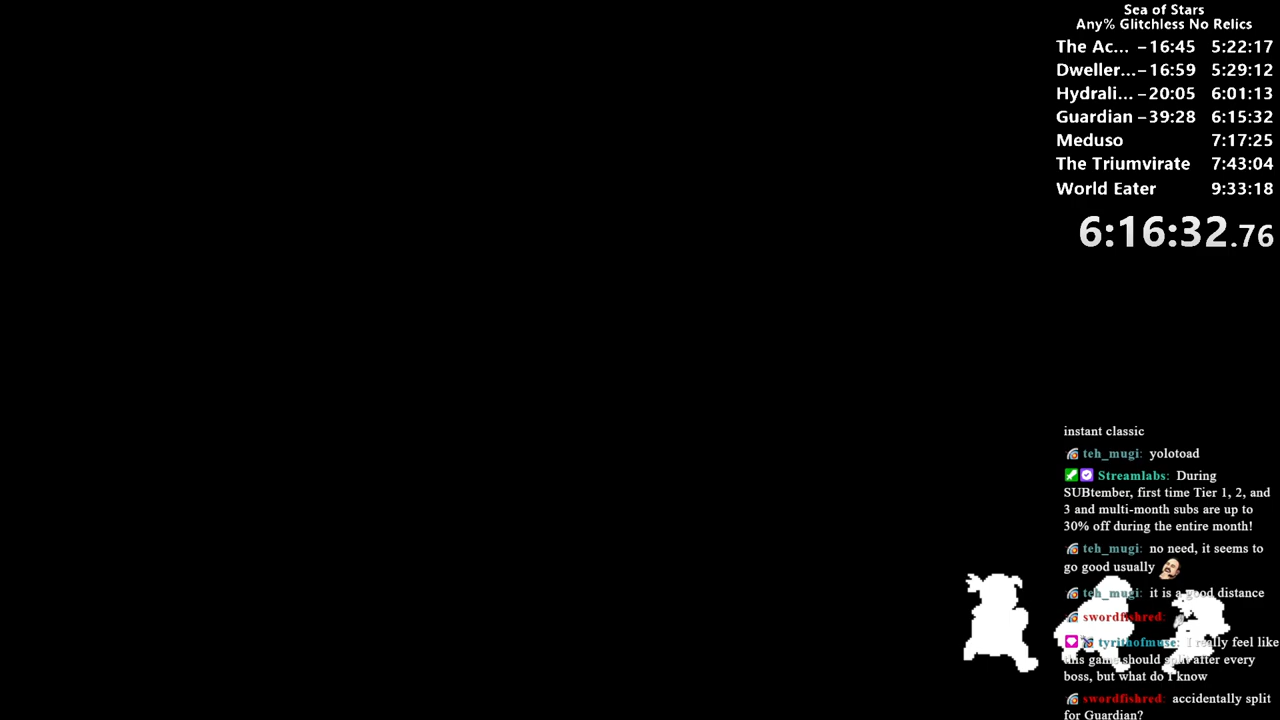 Sea of Stars
Any% Glitchless No Relics
The Ac... -16:45 5:22:17
Dweller...-16:59 5:29:12
Hydrali... -20:05 6:01:13
Guardian -39:28 6:15:32
Meduso 7:17:25
The Triumvirate 7:43:04
World Eater 9:33:18
6:16:32.76
instant classic
teh_mugi: yolotoad
Streamlabs: During
SUBtember, first time Tier 1, 2, and
3 and multi-month subs are up to
30% off during the entire month!
teh_mugi: no need, it seems to
go good usually
teh_mugi: it is a good distance
swordfishred:
tyrithofmuse: I really feel like
this game should split after every
boss, but what do I know
swordfishred: accidentally split
for Guardian?